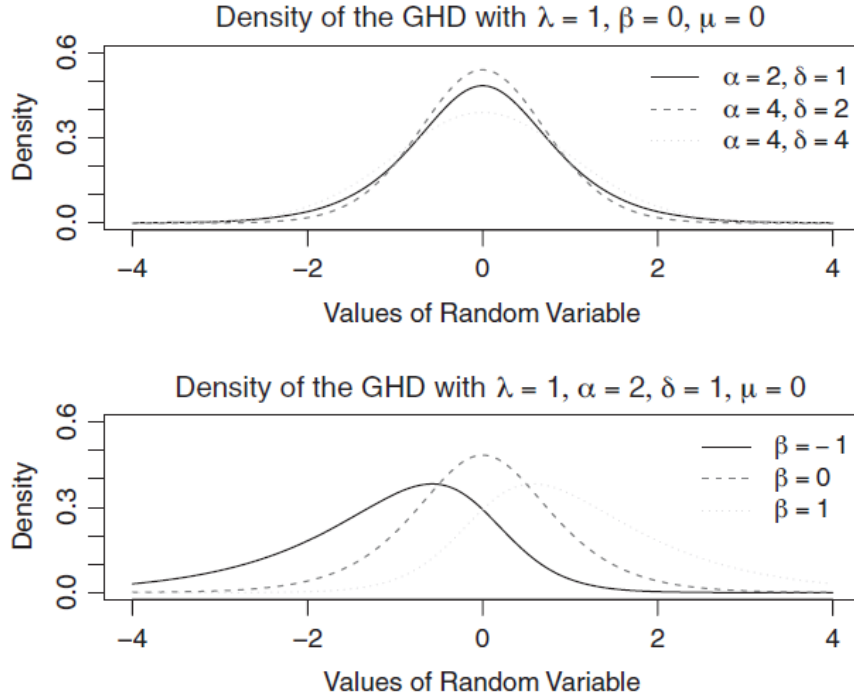 Density of the GHD with λ = 1, β = 0, μ = 0
Density
0.0 0.3 0.6
α = 2, δ = 1
α = 4, δ = 2
α = 4, δ = 4
−4 −2 0 2 4
Values of Random Variable
Density of the GHD with λ = 1, α = 2, δ = 1, μ = 0
Density
0.0 0.3 0.6
β = − 1
β = 0
β = 1
−4 −2 0 2 4
Values of Random Variable